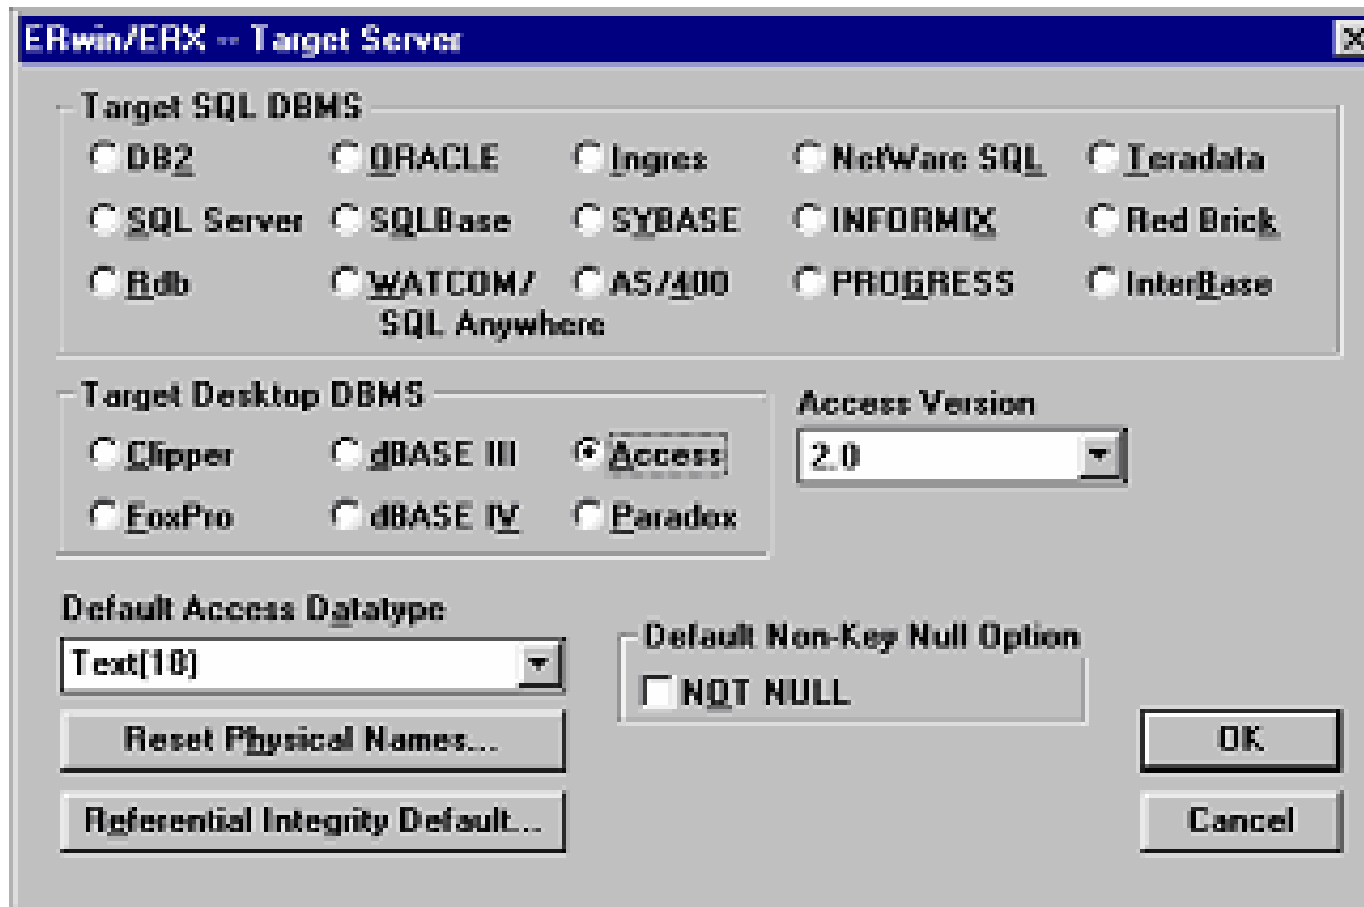 ERwin/ERX -- Target Server
Target SQL DBMS
DB2 ORACLE Ingres NetWare SQL Teradata
SQL Server SQLBase SYBASE INFORMIX Red Brick
Rdb WATCOM/ AS/400 PROGRESS InterBase
SQL Anywhere
Target Desktop DBMS
Access Version
Clipper dBASE III Access 2.0
FoxPro dBASE IV Paradox
Default Access Datatype
Default Non-Key Null Option
Text(18)
NOT NULL
Reset Physical Names... OK
Referential Integrity Default... Cancel